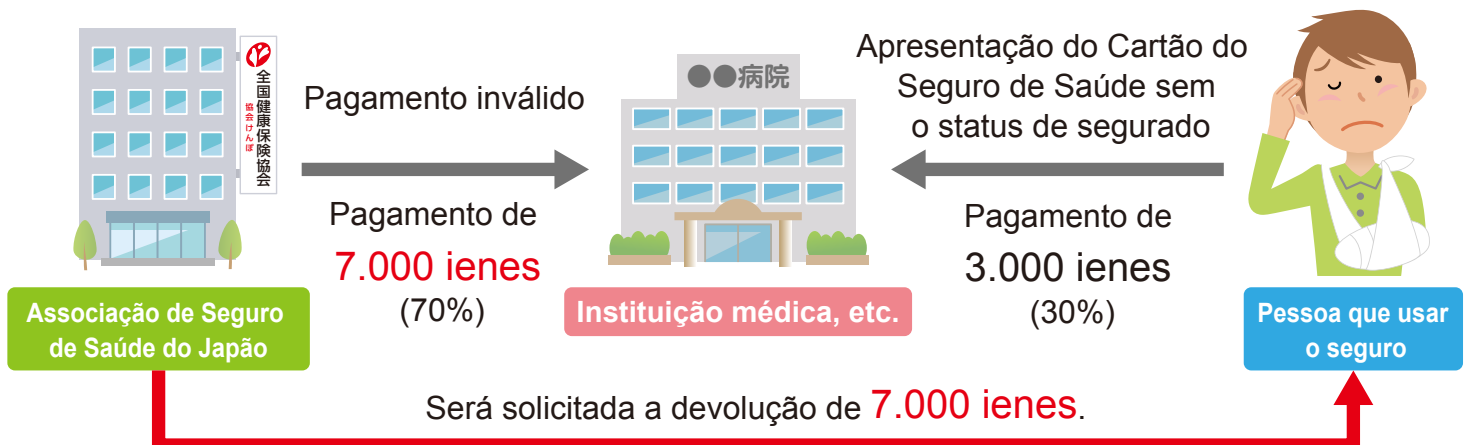 全国健康保険協会
協会けんぽ
Pagamento inválido
Pagamento de
7.000 ienes
(70%)
Associação de Seguro
de Saúde do Japão
●●病院
Instituição médica, etc.
Apresentação do Cartão do
Seguro de Saúde sem
o status de segurado
Pagamento de
3.000 ienes
(30%)
Pessoa que usar
o seguro
Será solicitada a devolução de 7.000 ienes.